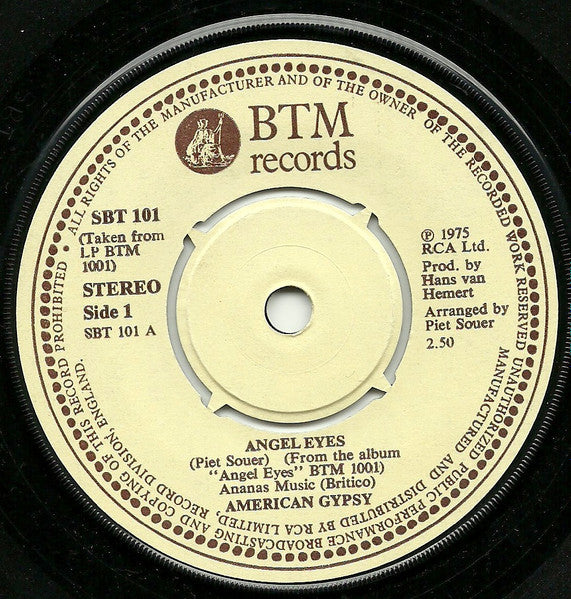 ALL RIGHTS OF THE MANUFACTURER AND OF THE OWNER OF THE RECORDED WORK RESERVED UNAUTHORIZED PUBLIC PERFORMANCE BROADCASTING AND COPYING OF THIS RECORD PROHIBITED ·
MANUFACTURED AND DISTRIBUTED BY RCA LIMITED, RECORD DIVISION, ENGLAND.
BTM
records
SBT 101
(Taken from
LP BTM
1001)
STEREO
Side 1
SBT 101 A
℗ 1975
RCA Ltd.
Prod. by
Hans van
Hemert
Arranged by
Piet Souer
2.50
ANGEL EYES
(Piet Souer) (From the album
"Angel Eyes" BTM 1001)
Ananas Music (Britico)
AMERICAN GYPSY